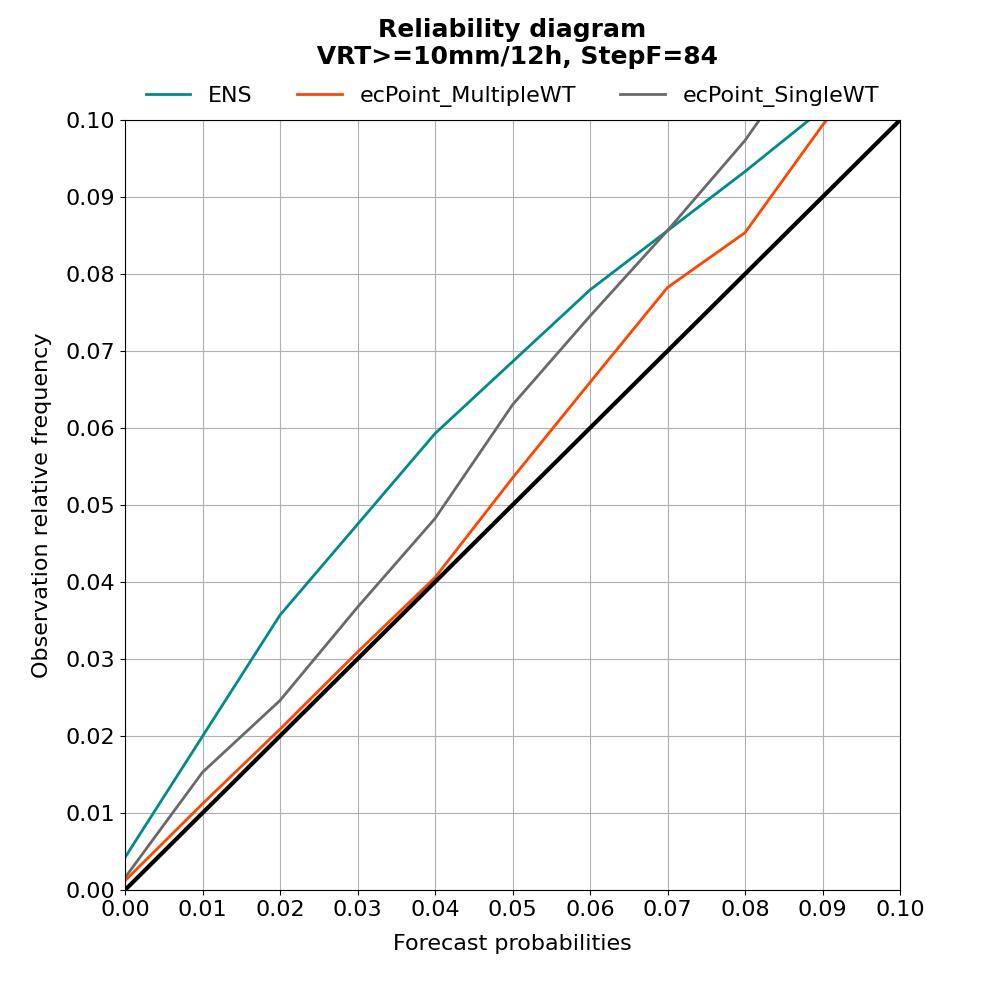 Reliability diagram
VRT>=10mm/12h, StepF=84
ENS ecPoint_MultipleWT ecPoint_SingleWT
0.10
0.09
0.08
0.07
0.06
0.05
0.04
0.03
0.02
0.01
0.00
Observation relative frequency
0.00 0.01 0.02 0.03 0.04 0.05 0.06 0.07 0.08 0.09 0.10
Forecast probabilities